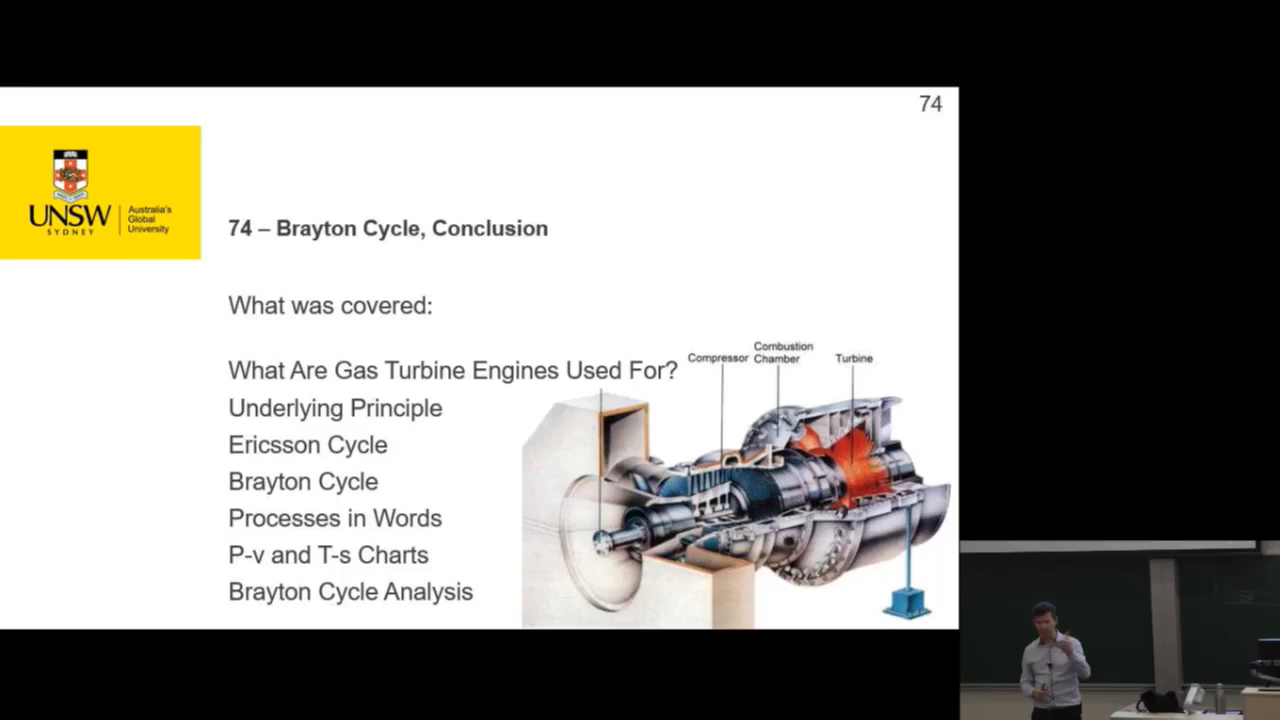 74
UNSW
SYDNEY
Australia's
Global
University
74 – Brayton Cycle, Conclusion
What was covered:
What Are Gas Turbine Engines Used For?
Underlying Principle
Ericsson Cycle
Brayton Cycle
Processes in Words
P-v and T-s Charts
Brayton Cycle Analysis
Compressor
Combustion
Chamber
Turbine